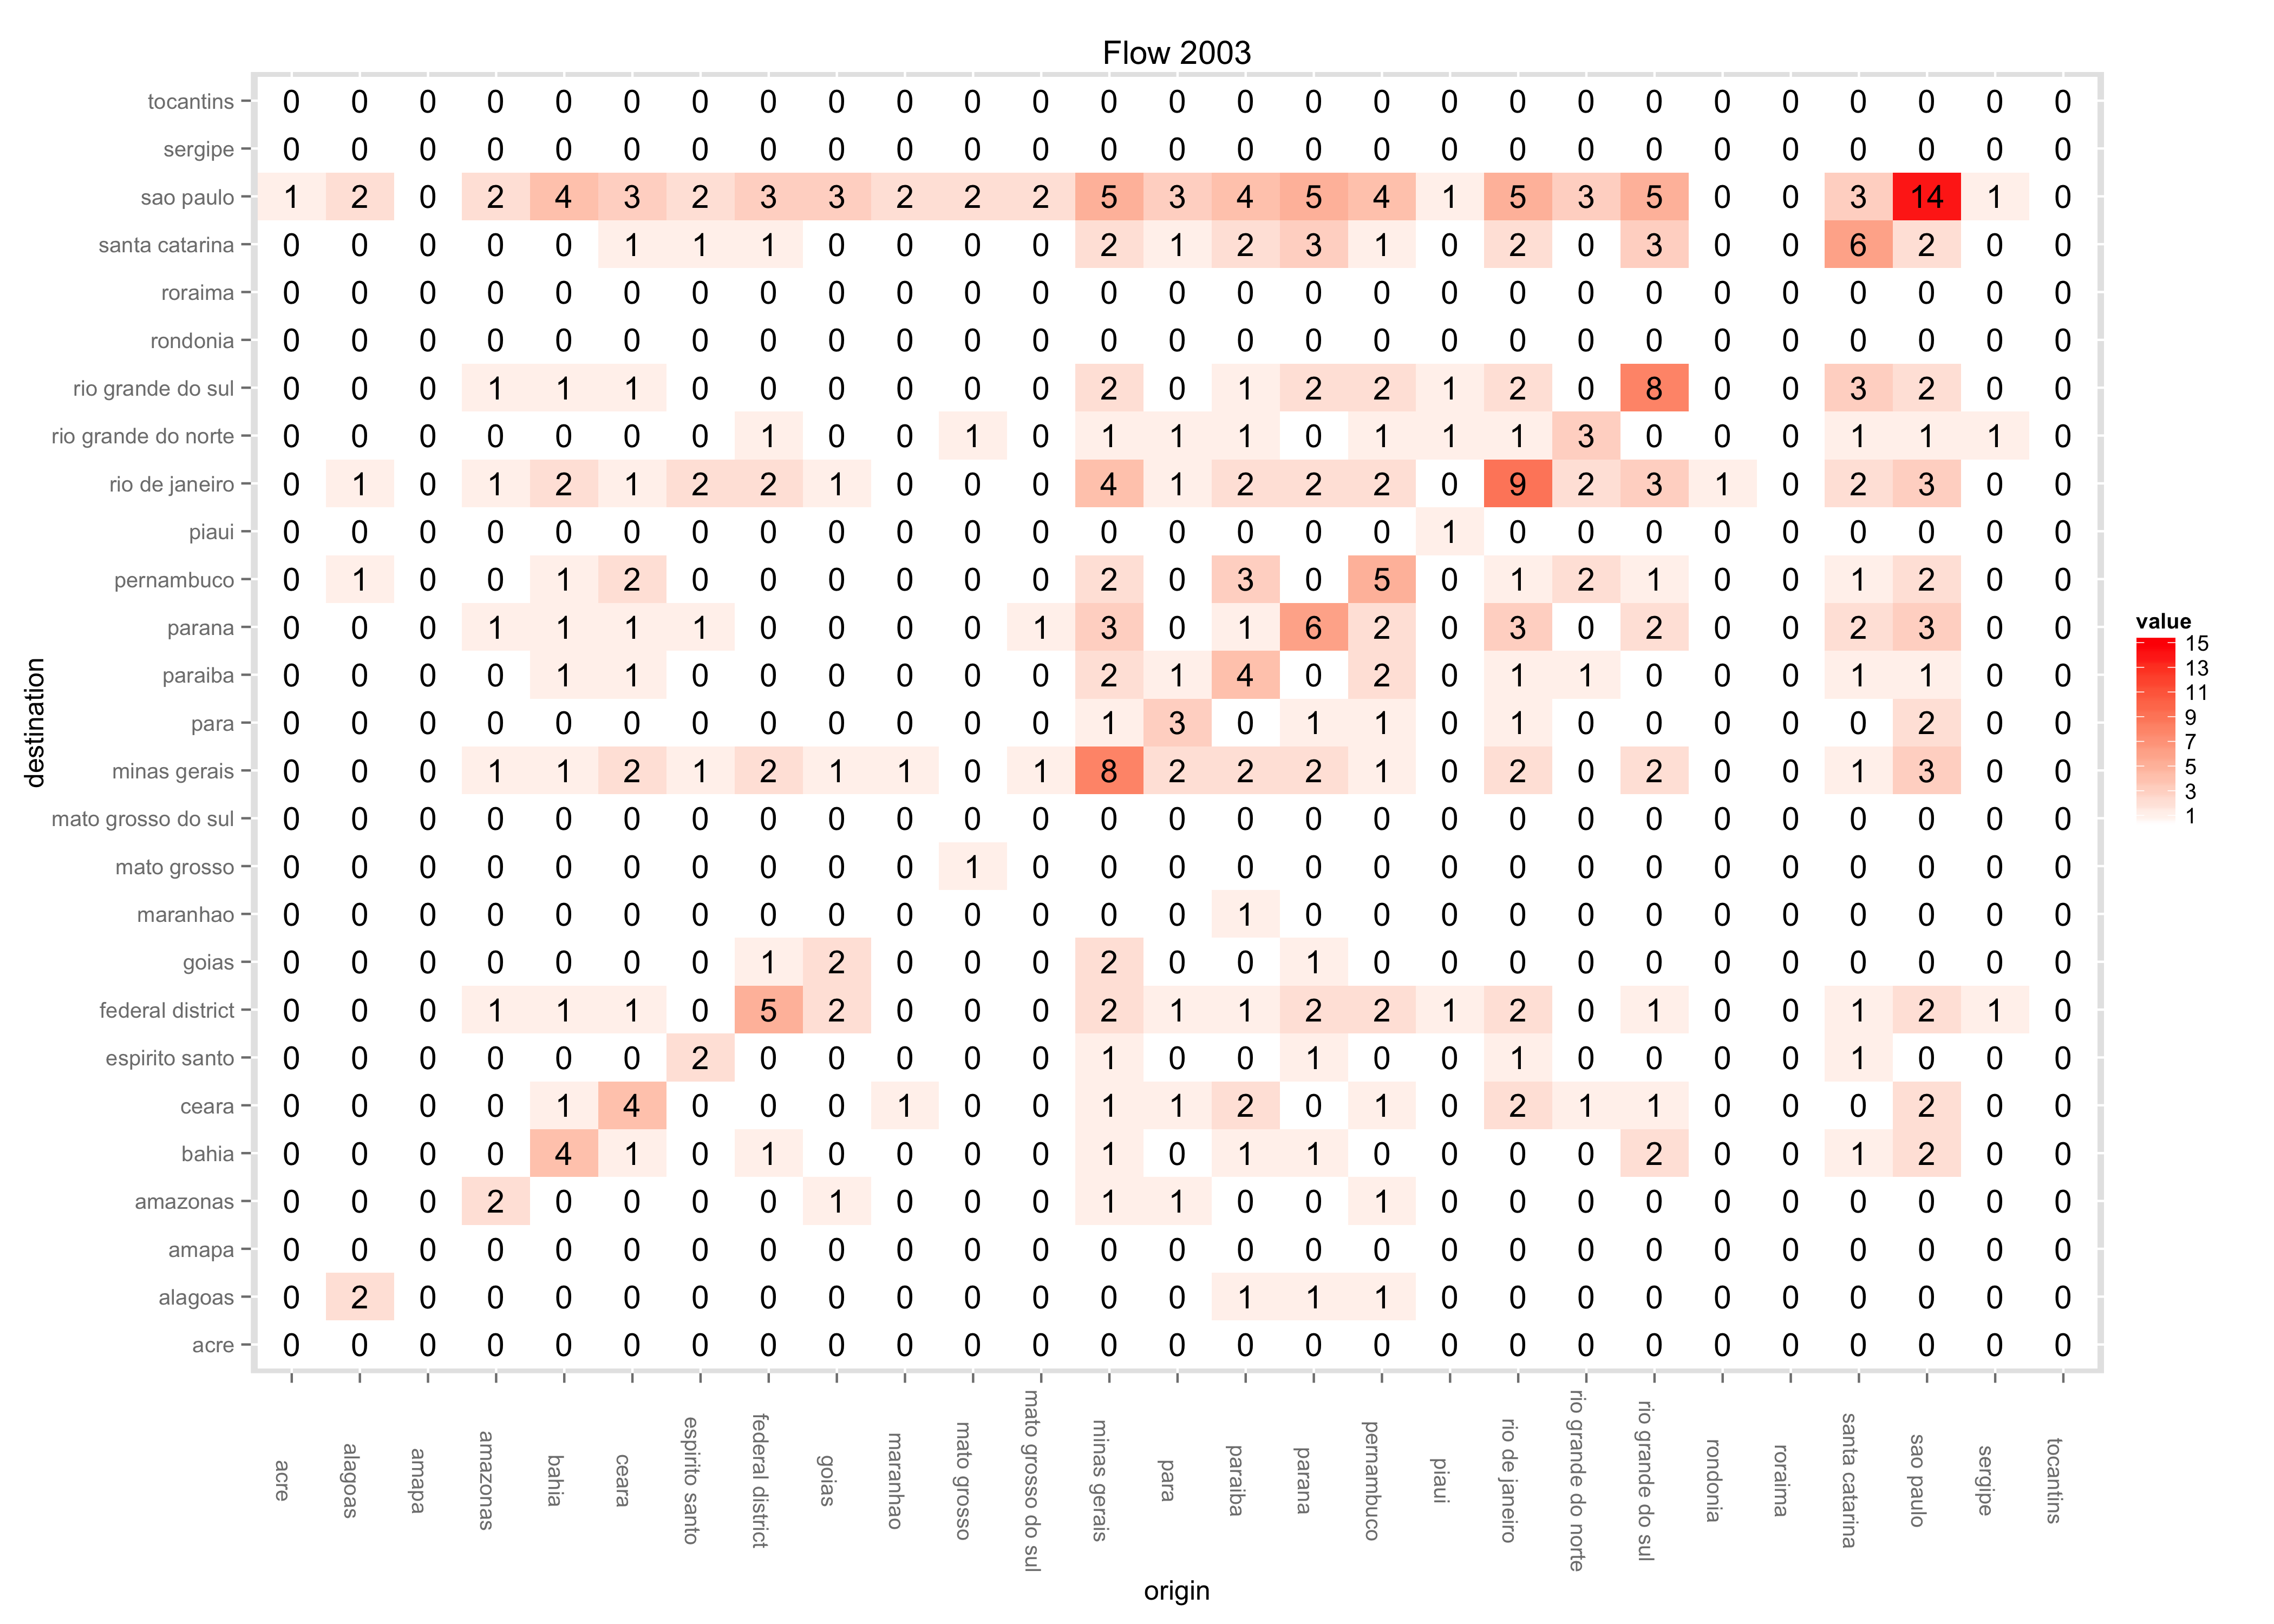 Flow 2003
tocantins 0 0 0 0 0 0 0 0 0 0 0 0 0 0 0 0 0 0 0 0 0 0 0 0 0 0 0
sergipe 0 0 0 0 0 0 0 0 0 0 0 0 0 0 0 0 0 0 0 0 0 0 0 0 0 0 0
sao paulo 1 2 0 2 4 3 2 3 3 2 2 2 5 3 4 5 4 1 5 3 5 0 0 3 14 1 0
santa catarina 0 0 0 0 0 1 1 1 0 0 0 0 2 1 2 3 1 0 2 0 3 0 0 6 2 0 0
roraima 0 0 0 0 0 0 0 0 0 0 0 0 0 0 0 0 0 0 0 0 0 0 0 0 0 0 0
rondonia 0 0 0 0 0 0 0 0 0 0 0 0 0 0 0 0 0 0 0 0 0 0 0 0 0 0 0
rio grande do sul 0 0 0 1 1 1 0 0 0 0 0 0 2 0 1 2 2 1 2 0 8 0 0 3 2 0 0
rio grande do norte 0 0 0 0 0 0 0 1 0 0 1 0 1 1 1 0 1 1 1 3 0 0 0 1 1 1 0
rio de janeiro 0 1 0 1 2 1 2 2 1 0 0 0 4 1 2 2 2 0 9 2 3 1 0 2 3 0 0
piaui 0 0 0 0 0 0 0 0 0 0 0 0 0 0 0 0 0 1 0 0 0 0 0 0 0 0 0
pernambuco 0 1 0 0 1 2 0 0 0 0 0 0 2 0 3 0 5 0 1 2 1 0 0 1 2 0 0
parana 0 0 0 1 1 1 1 0 0 0 0 1 3 0 1 6 2 0 3 0 2 0 0 2 3 0 0
paraiba 0 0 0 0 1 1 0 0 0 0 0 0 2 1 4 0 2 0 1 1 0 0 0 1 1 0 0
para 0 0 0 0 0 0 0 0 0 0 0 0 1 3 0 1 1 0 1 0 0 0 0 0 2 0 0
minas gerais 0 0 0 1 1 2 1 2 1 1 0 1 8 2 2 2 1 0 2 0 2 0 0 1 3 0 0
mato grosso do sul 0 0 0 0 0 0 0 0 0 0 0 0 0 0 0 0 0 0 0 0 0 0 0 0 0 0 0
mato grosso 0 0 0 0 0 0 0 0 0 0 1 0 0 0 0 0 0 0 0 0 0 0 0 0 0 0 0
maranhao 0 0 0 0 0 0 0 0 0 0 0 0 0 0 1 0 0 0 0 0 0 0 0 0 0 0 0
goias 0 0 0 0 0 0 0 1 2 0 0 0 2 0 0 1 0 0 0 0 0 0 0 0 0 0 0
federal district 0 0 0 1 1 1 0 5 2 0 0 0 2 1 1 2 2 1 2 0 1 0 0 1 2 1 0
espirito santo 0 0 0 0 0 0 2 0 0 0 0 0 1 0 0 1 0 0 1 0 0 0 0 1 0 0 0
ceara 0 0 0 0 1 4 0 0 0 1 0 0 1 1 2 0 1 0 2 1 1 0 0 0 2 0 0
bahia 0 0 0 0 4 1 0 1 0 0 0 0 1 0 1 1 0 0 0 0 2 0 0 1 2 0 0
amazonas 0 0 0 2 0 0 0 0 1 0 0 0 1 1 0 0 1 0 0 0 0 0 0 0 0 0 0
amapa 0 0 0 0 0 0 0 0 0 0 0 0 0 0 0 0 0 0 0 0 0 0 0 0 0 0 0
alagoas 0 2 0 0 0 0 0 0 0 0 0 0 0 0 1 1 1 0 0 0 0 0 0 0 0 0 0
acre 0 0 0 0 0 0 0 0 0 0 0 0 0 0 0 0 0 0 0 0 0 0 0 0 0 0 0
destination
acre
alagoas
amapa
amazonas
bahia
ceara
espirito santo
federal district
goias
maranhao
mato grosso
mato grosso do sul
minas gerais
para
paraiba
parana
pernambuco
piaui
rio de janeiro
rio grande do norte
rio grande do sul
rondonia
roraima
santa catarina
sao paulo
sergipe
tocantins
origin
value
15
13
11
9
7
5
3
1